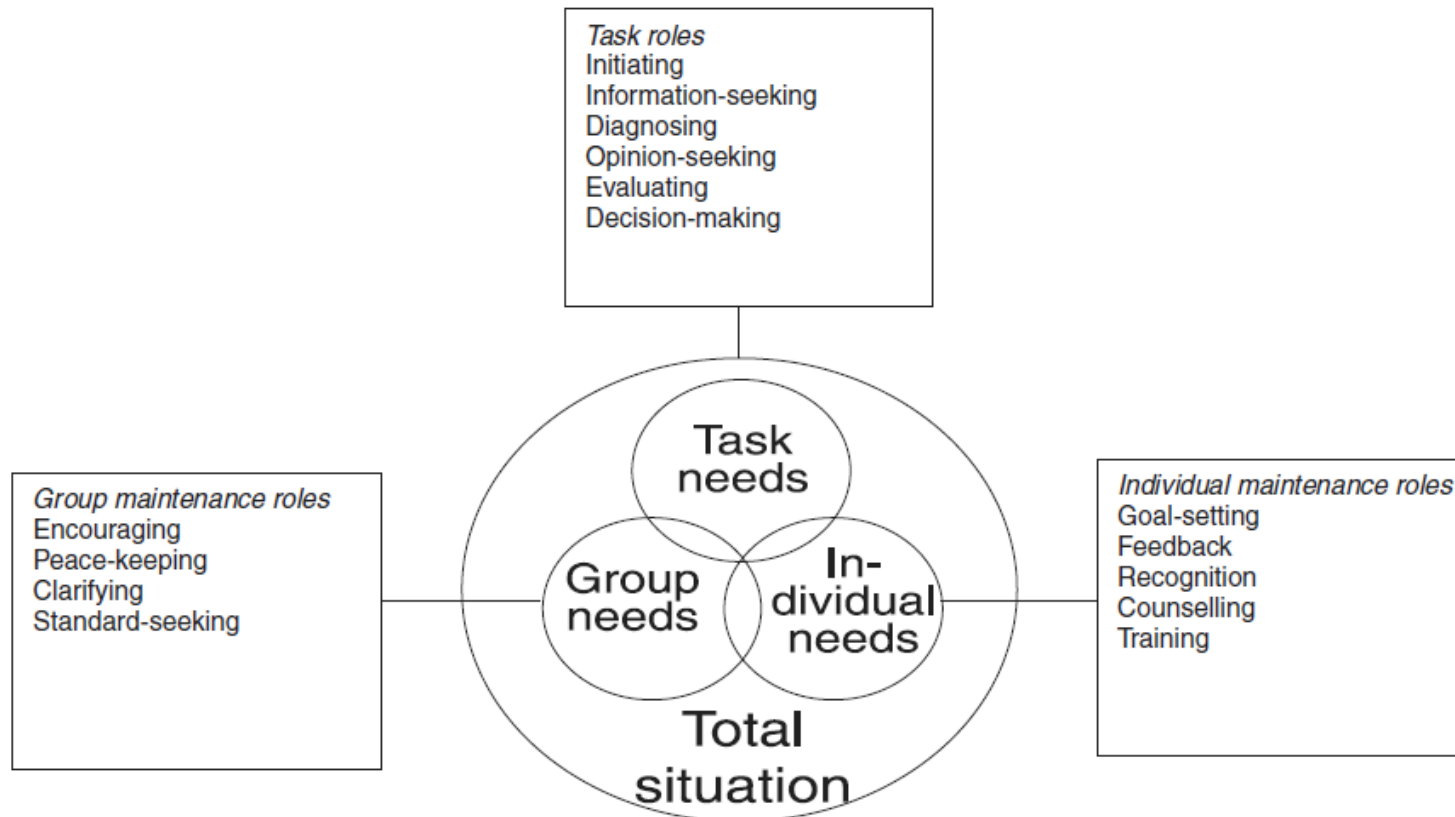 Task roles
Initiating
Information-seeking
Diagnosing
Opinion-seeking
Evaluating
Decision-making
Task
needs
Group maintenance roles
Encouraging
Peace-keeping
Clarifying
Standard-seeking
Group
needs
In-
dividual
needs
Individual maintenance roles
Goal-setting
Feedback
Recognition
Counselling
Training
Total
situation